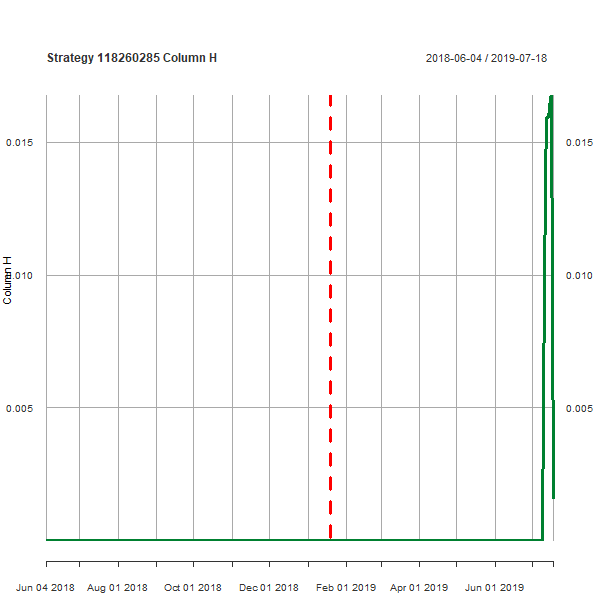 Strategy 118260285 Column H
2018-06-04 / 2019-07-18
0.015
0.015
0.010
0.010
Column H
0.005
0.005
Jun 04 2018
Aug 01 2018
Oct 01 2018
Dec 01 2018
Feb 01 2019
Apr 01 2019
Jun 01 2019